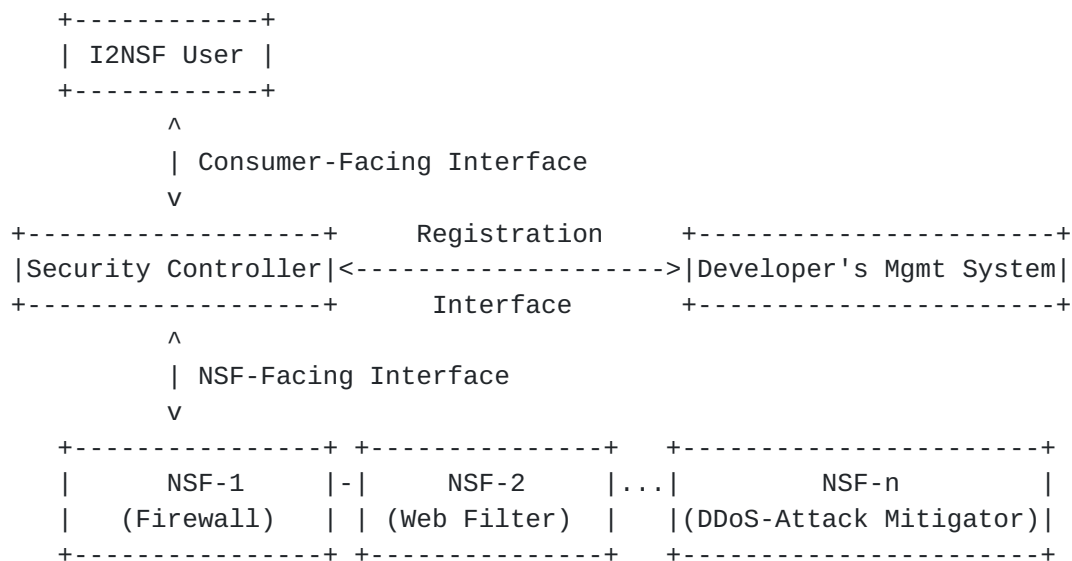 +------------+
| I2NSF User |
+------------+
^
| Consumer-Facing Interface
v
+-------------------+     Registration     +-----------------------+
|Security Controller|<-------------------->|Developer's Mgmt System|
+-------------------+      Interface       +-----------------------+
^
| NSF-Facing Interface
v
+----------------+ +---------------+   +-----------------------+
|      NSF-1     |-|     NSF-2     |...|         NSF-n         |
|   (Firewall)   | | (Web Filter)  |   |(DDoS-Attack Mitigator)|
+----------------+ +---------------+   +-----------------------+